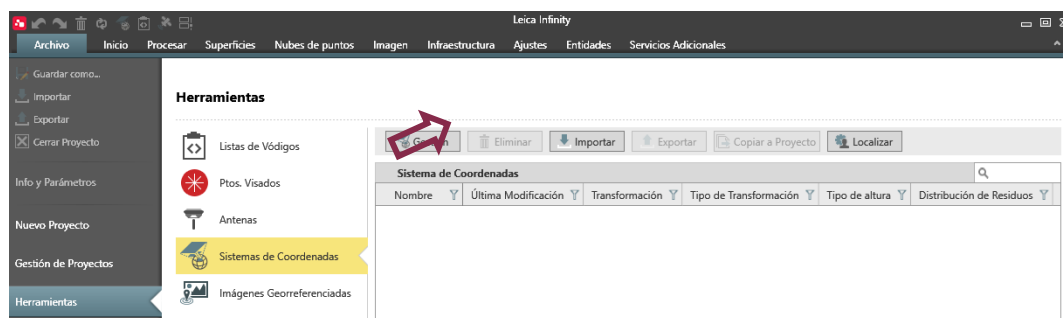 Leica Infinity
Archivo Inicio Procesar Superficies Nubes de puntos Imagen Infraestructura Ajustes Entidades Servicios Adicionales
Guardar como...
Importar
Exportar
Cerrar Proyecto
Info y Parámetros
Nuevo Proyecto
Gestión de Proyectos
Herramientas
Herramientas
Listas de Vódigos
Ptos. Visados
Antenas
Sistemas de Coordenadas
Imágenes Georreferenciadas
Eliminar Importar Exportar Copiar a Proyecto Localizar
Sistema de Coordenadas
Nombre Última Modificación Transformación Tipo de Transformación Tipo de altura Distribución de Residuos